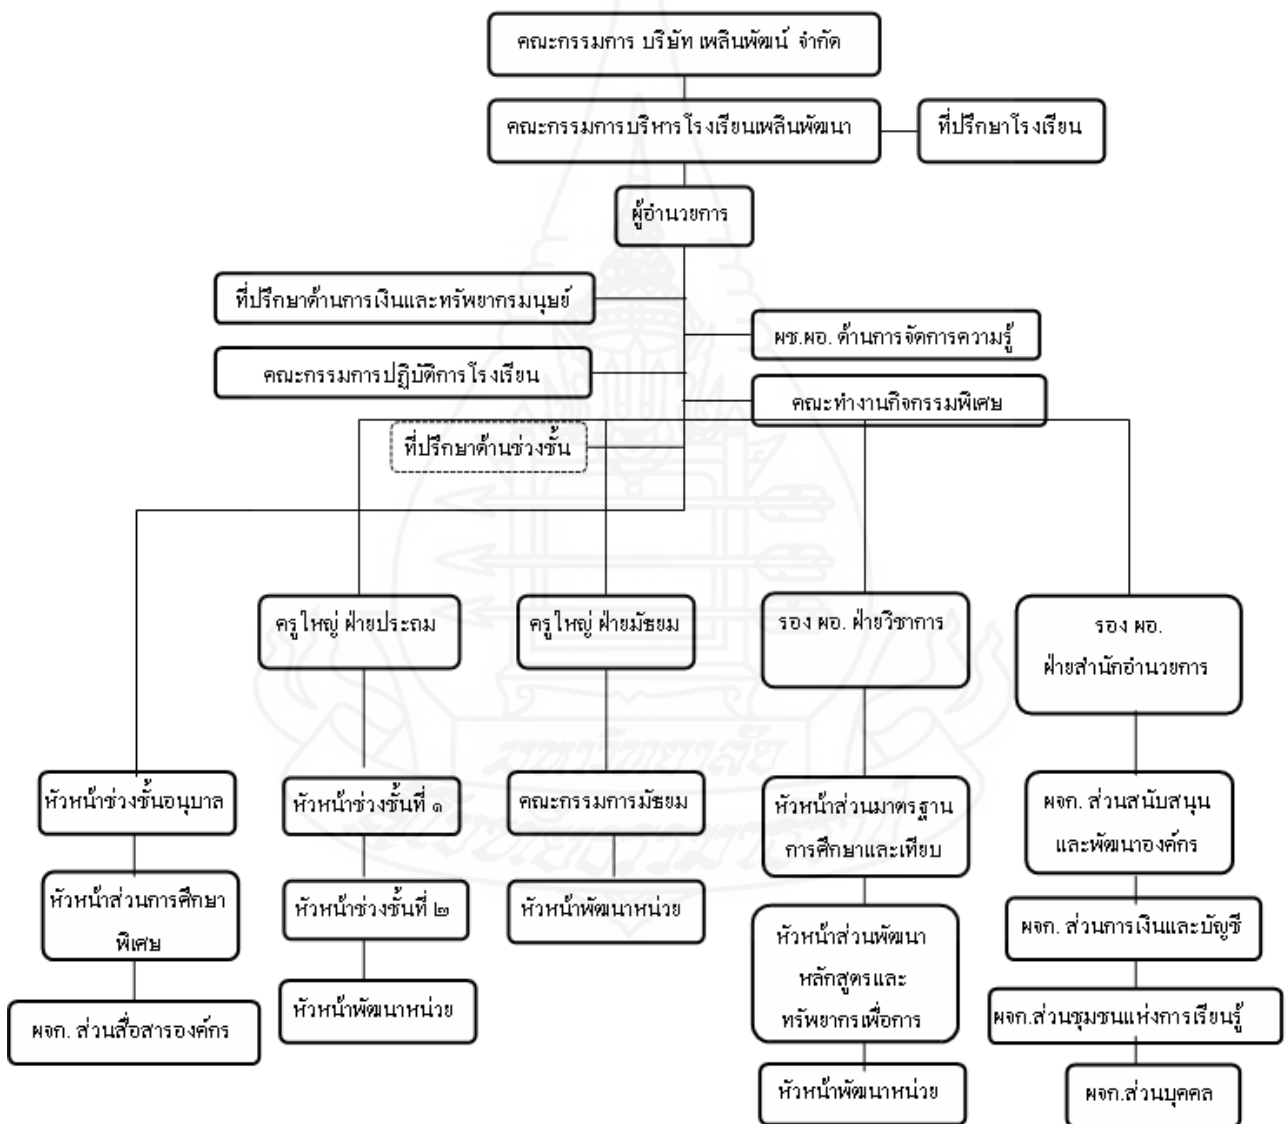 คณะกรรมการ บริษัท เพลินพัฒน์ จำกัด
คณะกรรมการบริหารโรงเรียนเพลินพัฒนา
ที่ปรึกษาโรงเรียน
ผู้อำนวยการ
ที่ปรึกษาด้านการเงินและทรัพยากรมนุษย์
ผช.ผอ. ด้านการจัดการความรู้
คณะกรรมการปฏิบัติการโรงเรียน
คณะทำงานกิจกรรมพิเศษ
ที่ปรึกษาด้านช่วงชั้น
ครูใหญ่ ฝ่ายประถม
ครูใหญ่ ฝ่ายมัธยม
รอง ผอ. ฝ่ายวิชาการ
รอง ผอ.
ฝ่ายสำนักอำนวยการ
หัวหน้าช่วงชั้นอนุบาล
หัวหน้าช่วงชั้นที่ ๑
คณะกรรมการมัธยม
หัวหน้าส่วนมาตรฐาน
การศึกษาและเทียบ
ผจก. ส่วนสนับสนุน
และพัฒนาองค์กร
หัวหน้าส่วนการศึกษา
พิเศษ
หัวหน้าช่วงชั้นที่ ๒
หัวหน้าพัฒนาหน่วย
หัวหน้าส่วนพัฒนา
หลักสูตรและ
ทรัพยากรเพื่อการ
ผจก. ส่วนการเงินและบัญชี
ผจก. ส่วนสื่อสารองค์กร
หัวหน้าพัฒนาหน่วย
ผจก.ส่วนชุมชนแห่งการเรียนรู้
หัวหน้าพัฒนาหน่วย
ผจก.ส่วนบุคคล